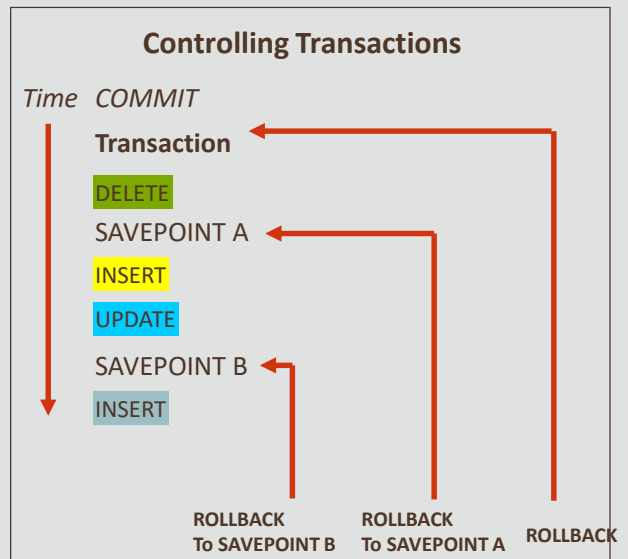 Controlling Transactions
Time COMMIT
Transaction
DELETE
SAVEPOINT A
INSERT
UPDATE
SAVEPOINT B
INSERT
ROLLBACK
To SAVEPOINT B
ROLLBACK
To SAVEPOINT A
ROLLBACK